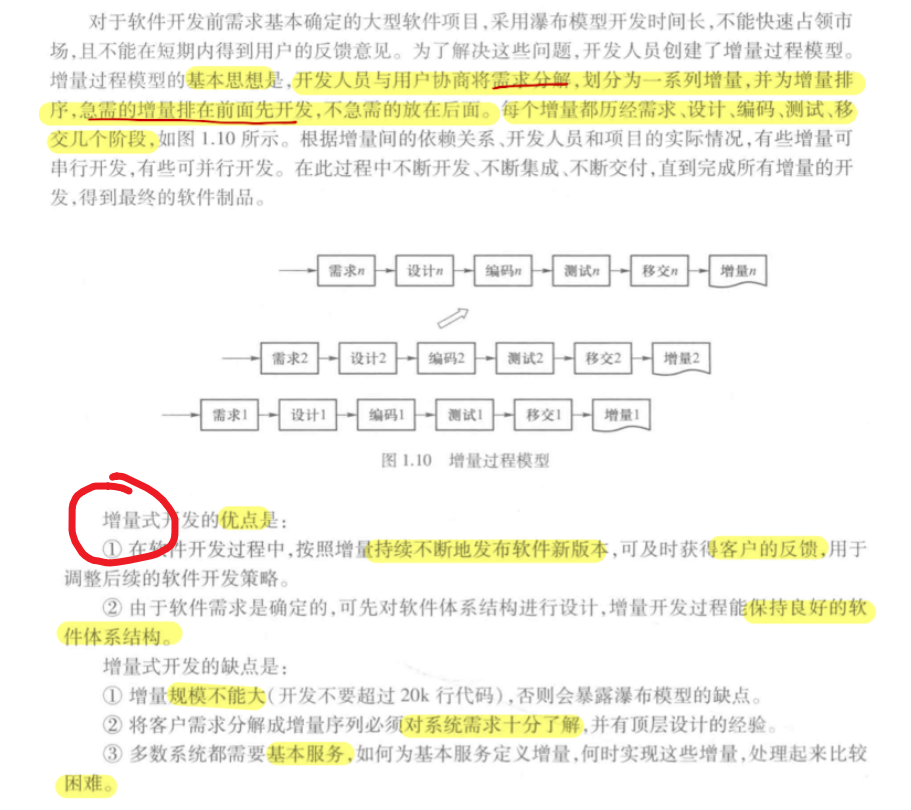 对于软件开发前需求基本确定的大型软件项目,采用瀑布模型开发时间长,不能快速占领市
场,且不能在短期内得到用户的反馈意见。为了解决这些问题,开发人员创建了增量过程模型。
增量过程模型的基本思想是,开发人员与用户协商将需求分解,划分为一系列增量,并为增量排
序,急需的增量排在前面先开发,不急需的放在后面。每个增量都历经需求、设计、编码、测试、移
交几个阶段,如图 1.10 所示。根据增量间的依赖关系、开发人员和项目的实际情况,有些增量可
串行开发,有些可并行开发。在此过程中不断开发、不断集成、不断交付,直到完成所有增量的开
发,得到最终的软件制品。
需求n 设计n 编码n 测试n 移交n 增量n
需求2 设计2 编码2 测试2 移交2 增量2
需求1 设计1 编码1 测试1 移交1 增量1
图 1.10 增量过程模型
增量式开发的优点是:
① 在软件开发过程中,按照增量持续不断地发布软件新版本,可及时获得客户的反馈,用于
调整后续的软件开发策略。
② 由于软件需求是确定的,可先对软件体系结构进行设计,增量开发过程能保持良好的软
件体系结构。
增量式开发的缺点是:
① 增量规模不能大(开发不要超过 20k 行代码),否则会暴露瀑布模型的缺点。
② 将客户需求分解成增量序列必须对系统需求十分了解,并有顶层设计的经验。
③ 多数系统都需要基本服务,如何为基本服务定义增量,何时实现这些增量,处理起来比较
困难。